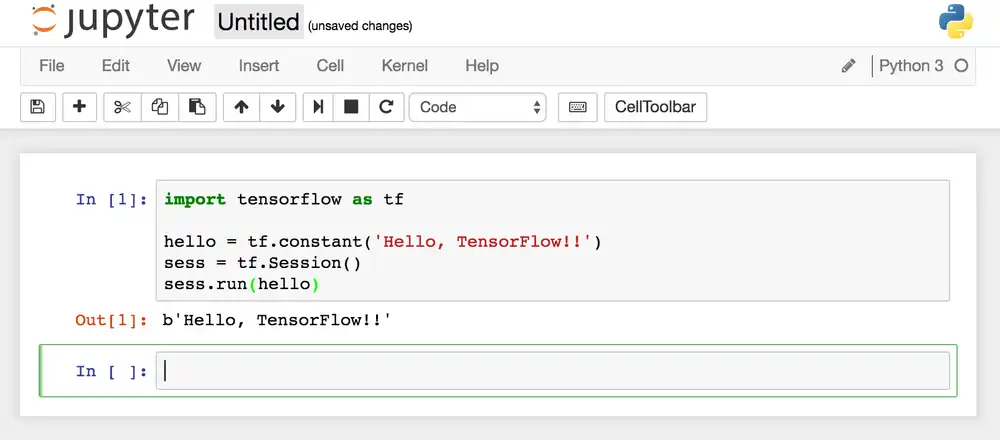 jupyter Untitled (unsaved changes)
File Edit View Insert Cell Kernel Help Python 3
Code CellToolbar
In [1]: import tensorflow as tf
hello = tf.constant('Hello, TensorFlow!!')
sess = tf.Session()
sess.run(hello)
Out[1]: b'Hello, TensorFlow!!'
In [ ]: